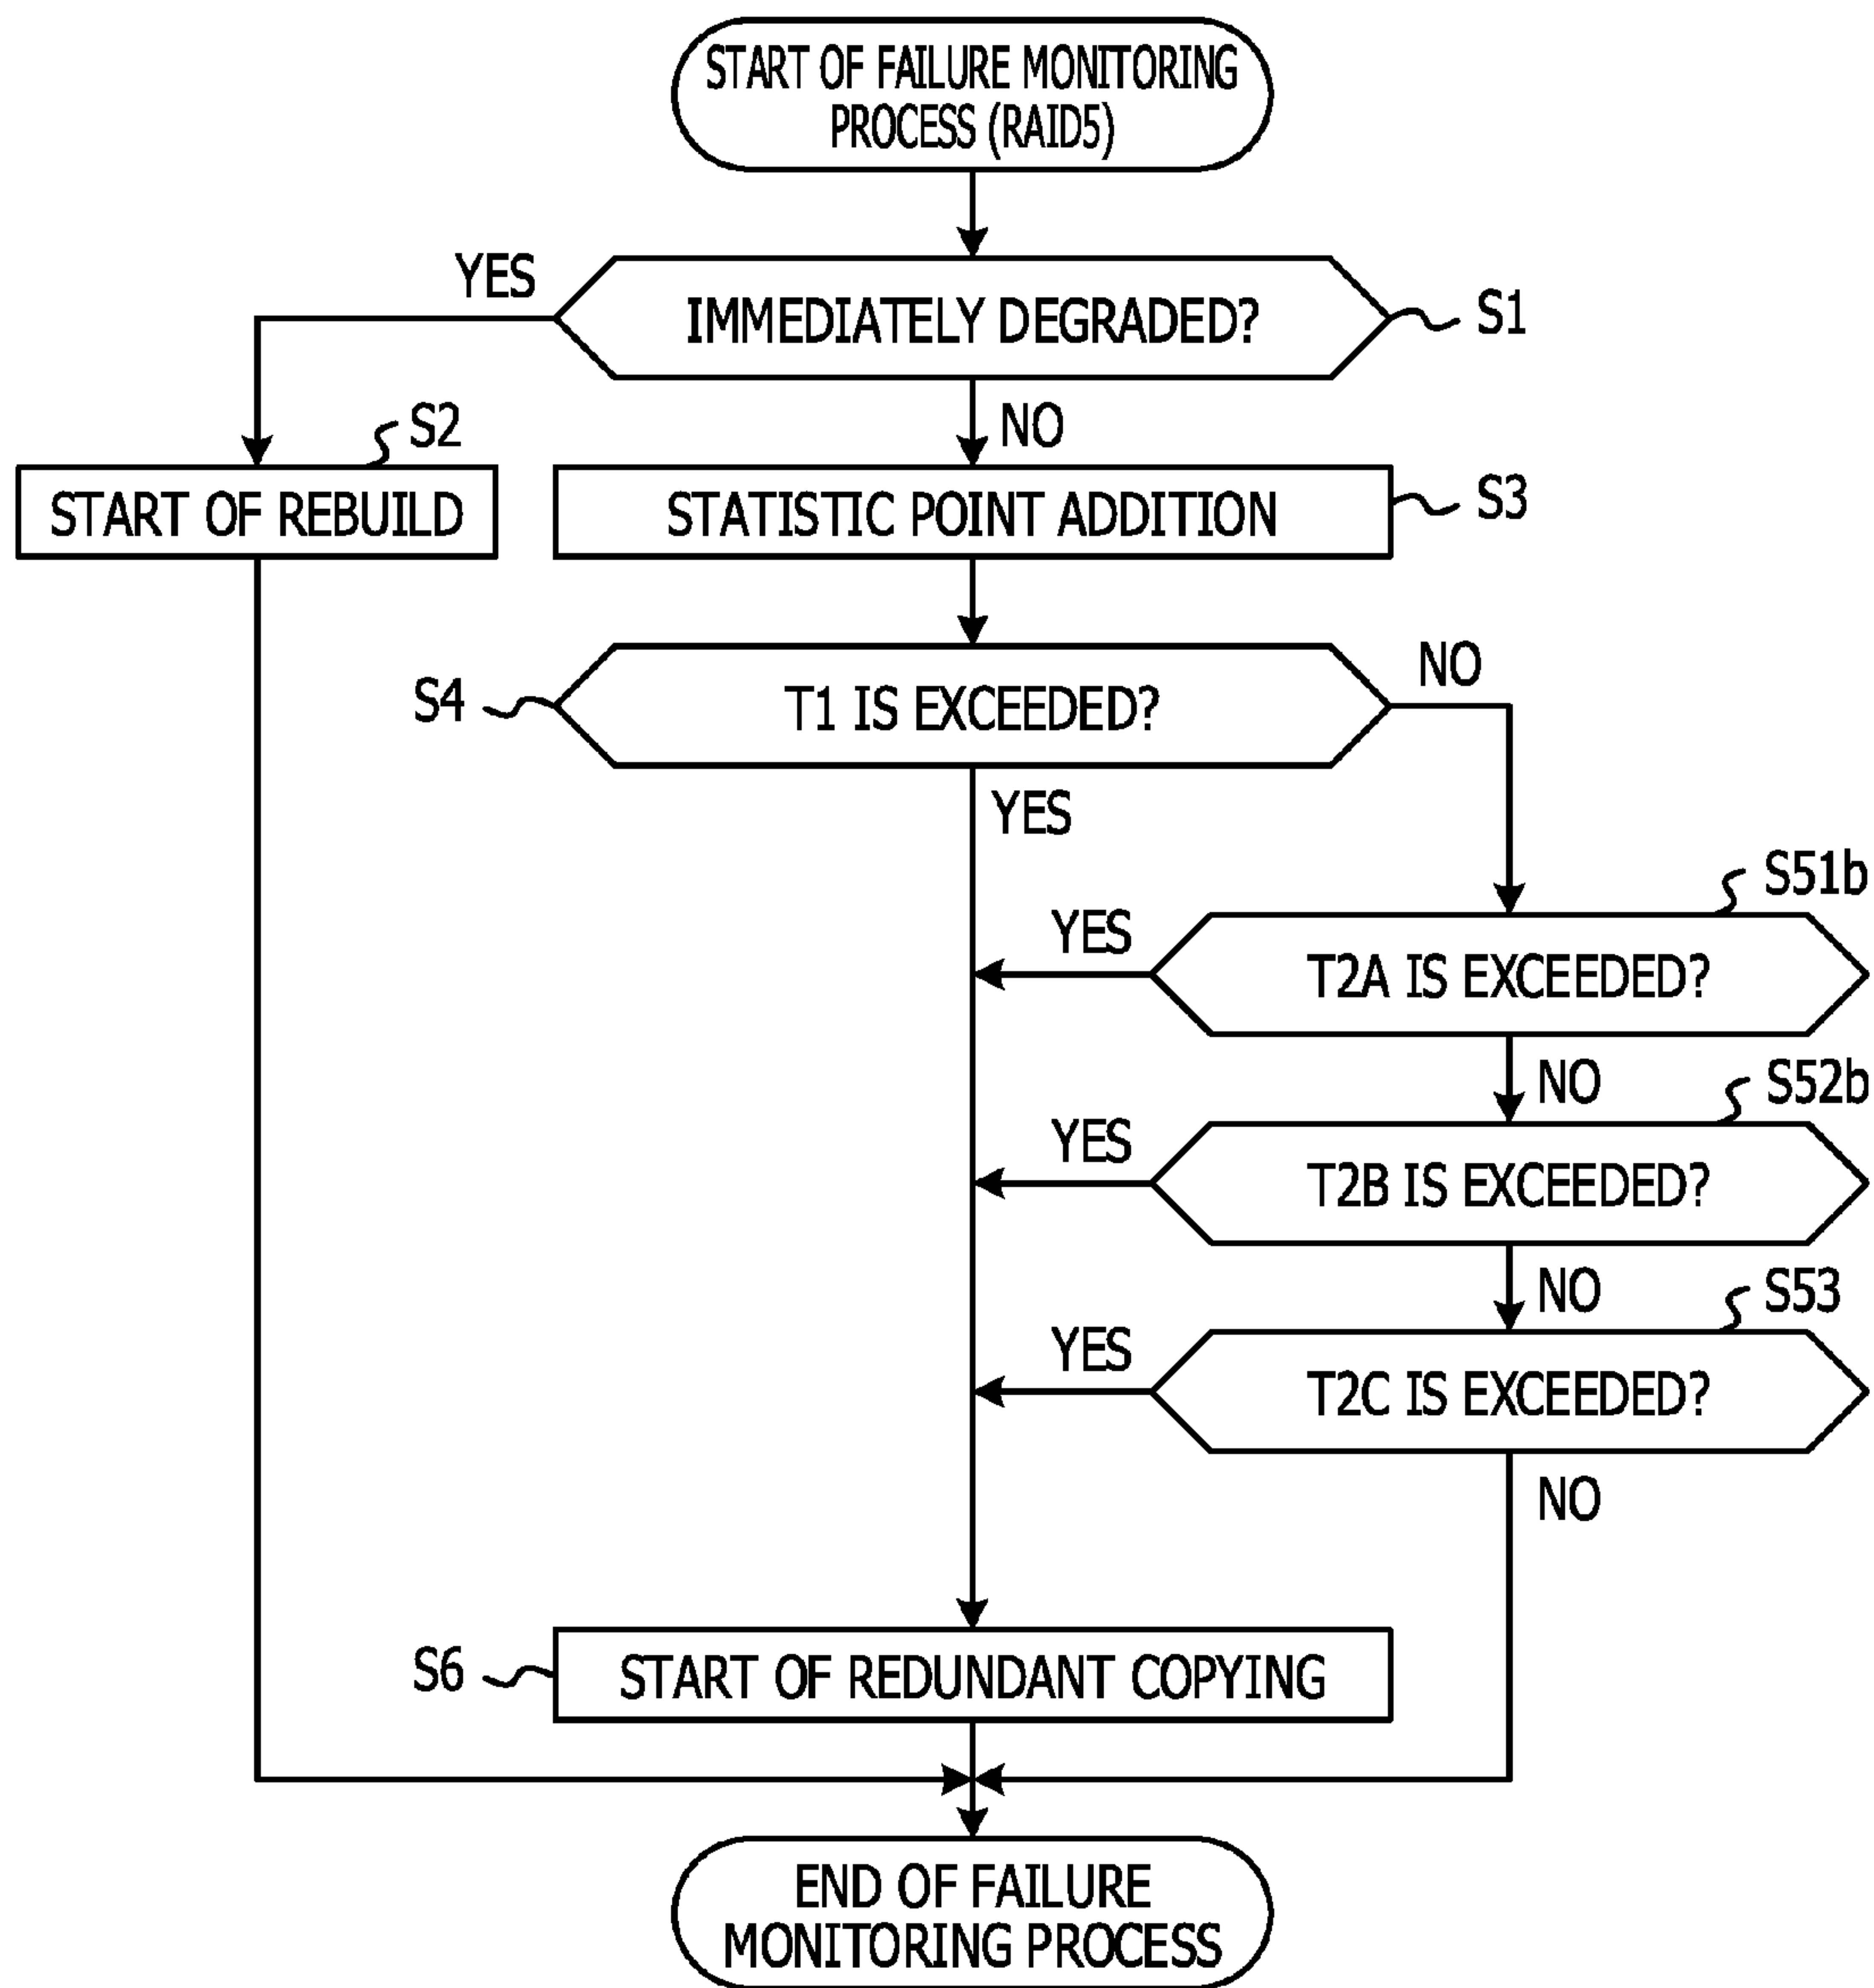 START OF FAILURE MONITORING
PROCESS (RAID5)
YES
IMMEDIATELY DEGRADED?
S1
S2
NO
START OF REBUILD
STATISTIC POINT ADDITION
S3
NO
S4
T1 IS EXCEEDED?
YES
S51b
YES
T2A IS EXCEEDED?
NO
S52b
YES
T2B IS EXCEEDED?
NO
S53
YES
T2C IS EXCEEDED?
NO
S6
START OF REDUNDANT COPYING
END OF FAILURE
MONITORING PROCESS